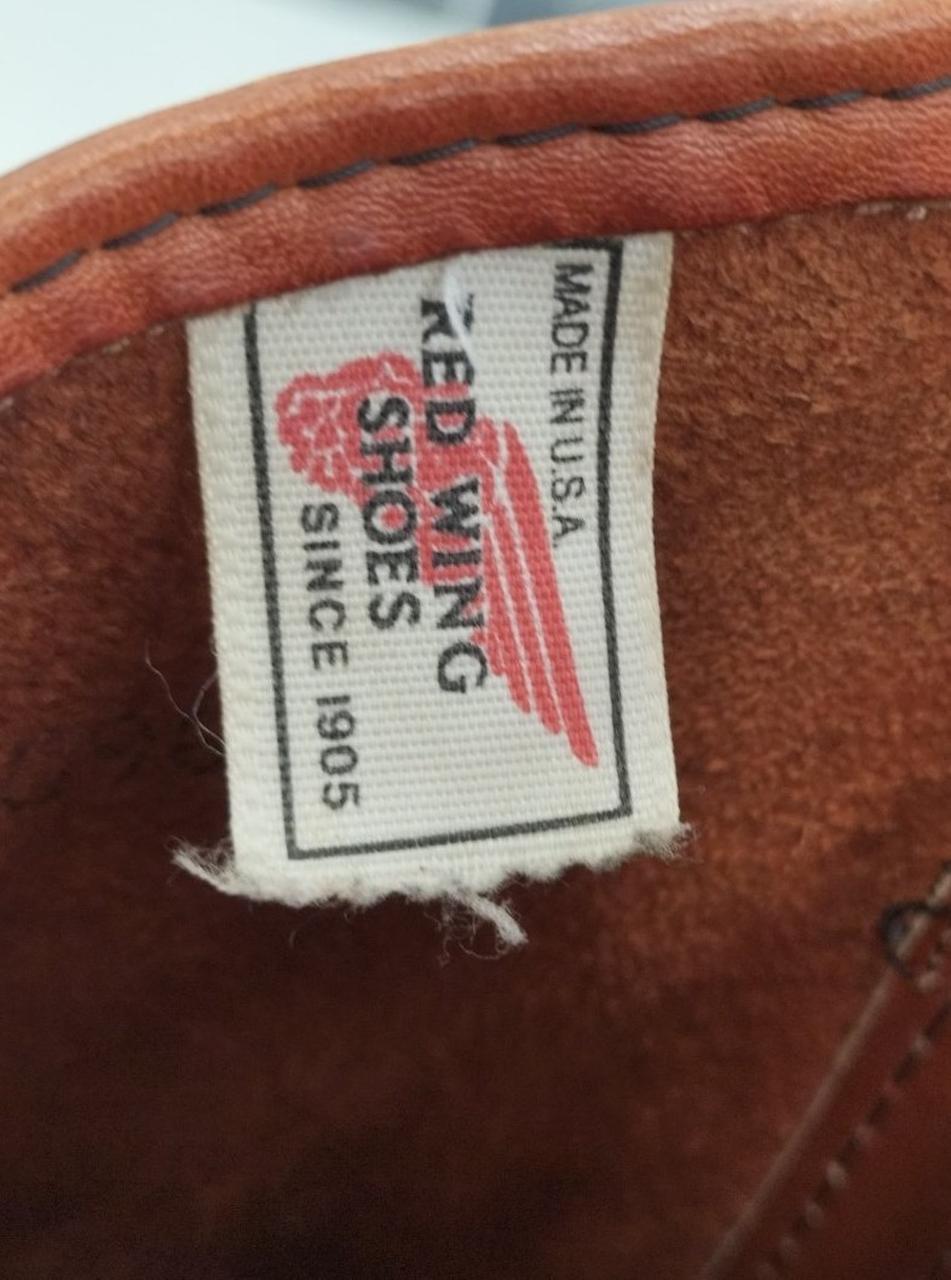 MADE IN U.S.A.
RED WING
SHOES
SINCE 1905